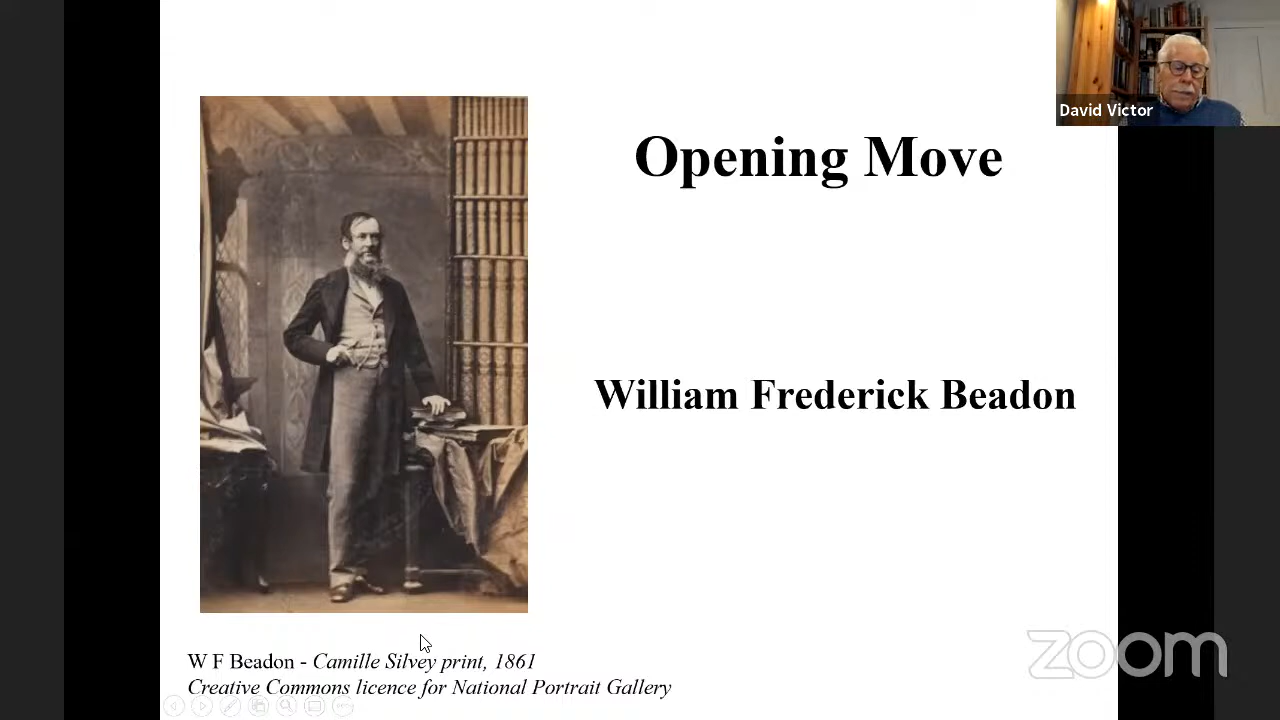 David Victor
Opening Move
William Frederick Beadon
W F Beadon - Camille Silvey print, 1861
Creative Commons licence for National Portrait Gallery
zoom